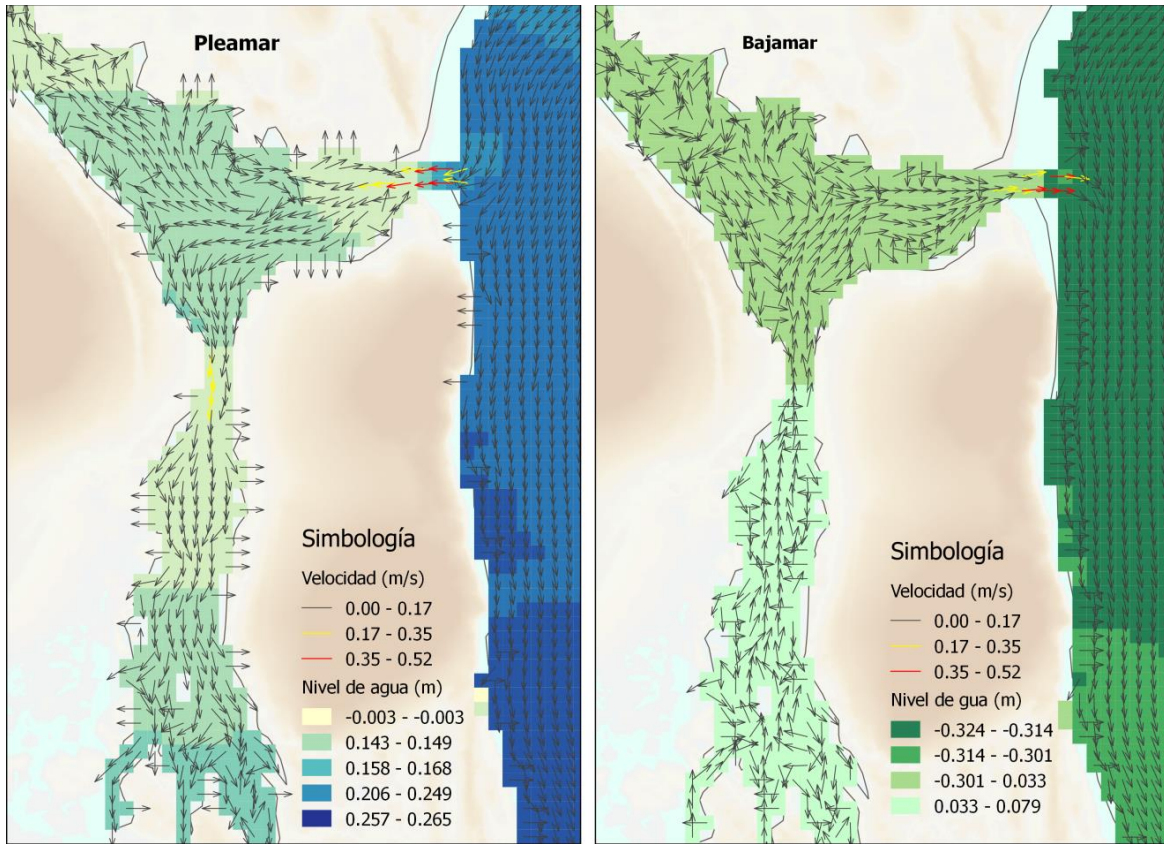 Pleamar
Simbología
Velocidad (m/s)
0.00 - 0.17
0.17 - 0.35
0.35 - 0.52
Nivel de agua (m)
-0.003 - -0.003
0.143 - 0.149
0.158 - 0.168
0.206 - 0.249
0.257 - 0.265
Bajamar
Simbología
Velocidad (m/s)
0.00 - 0.17
0.17 - 0.35
0.35 - 0.52
Nivel de gua (m)
-0.324 - -0.314
-0.314 - -0.301
-0.301 - 0.033
0.033 - 0.079